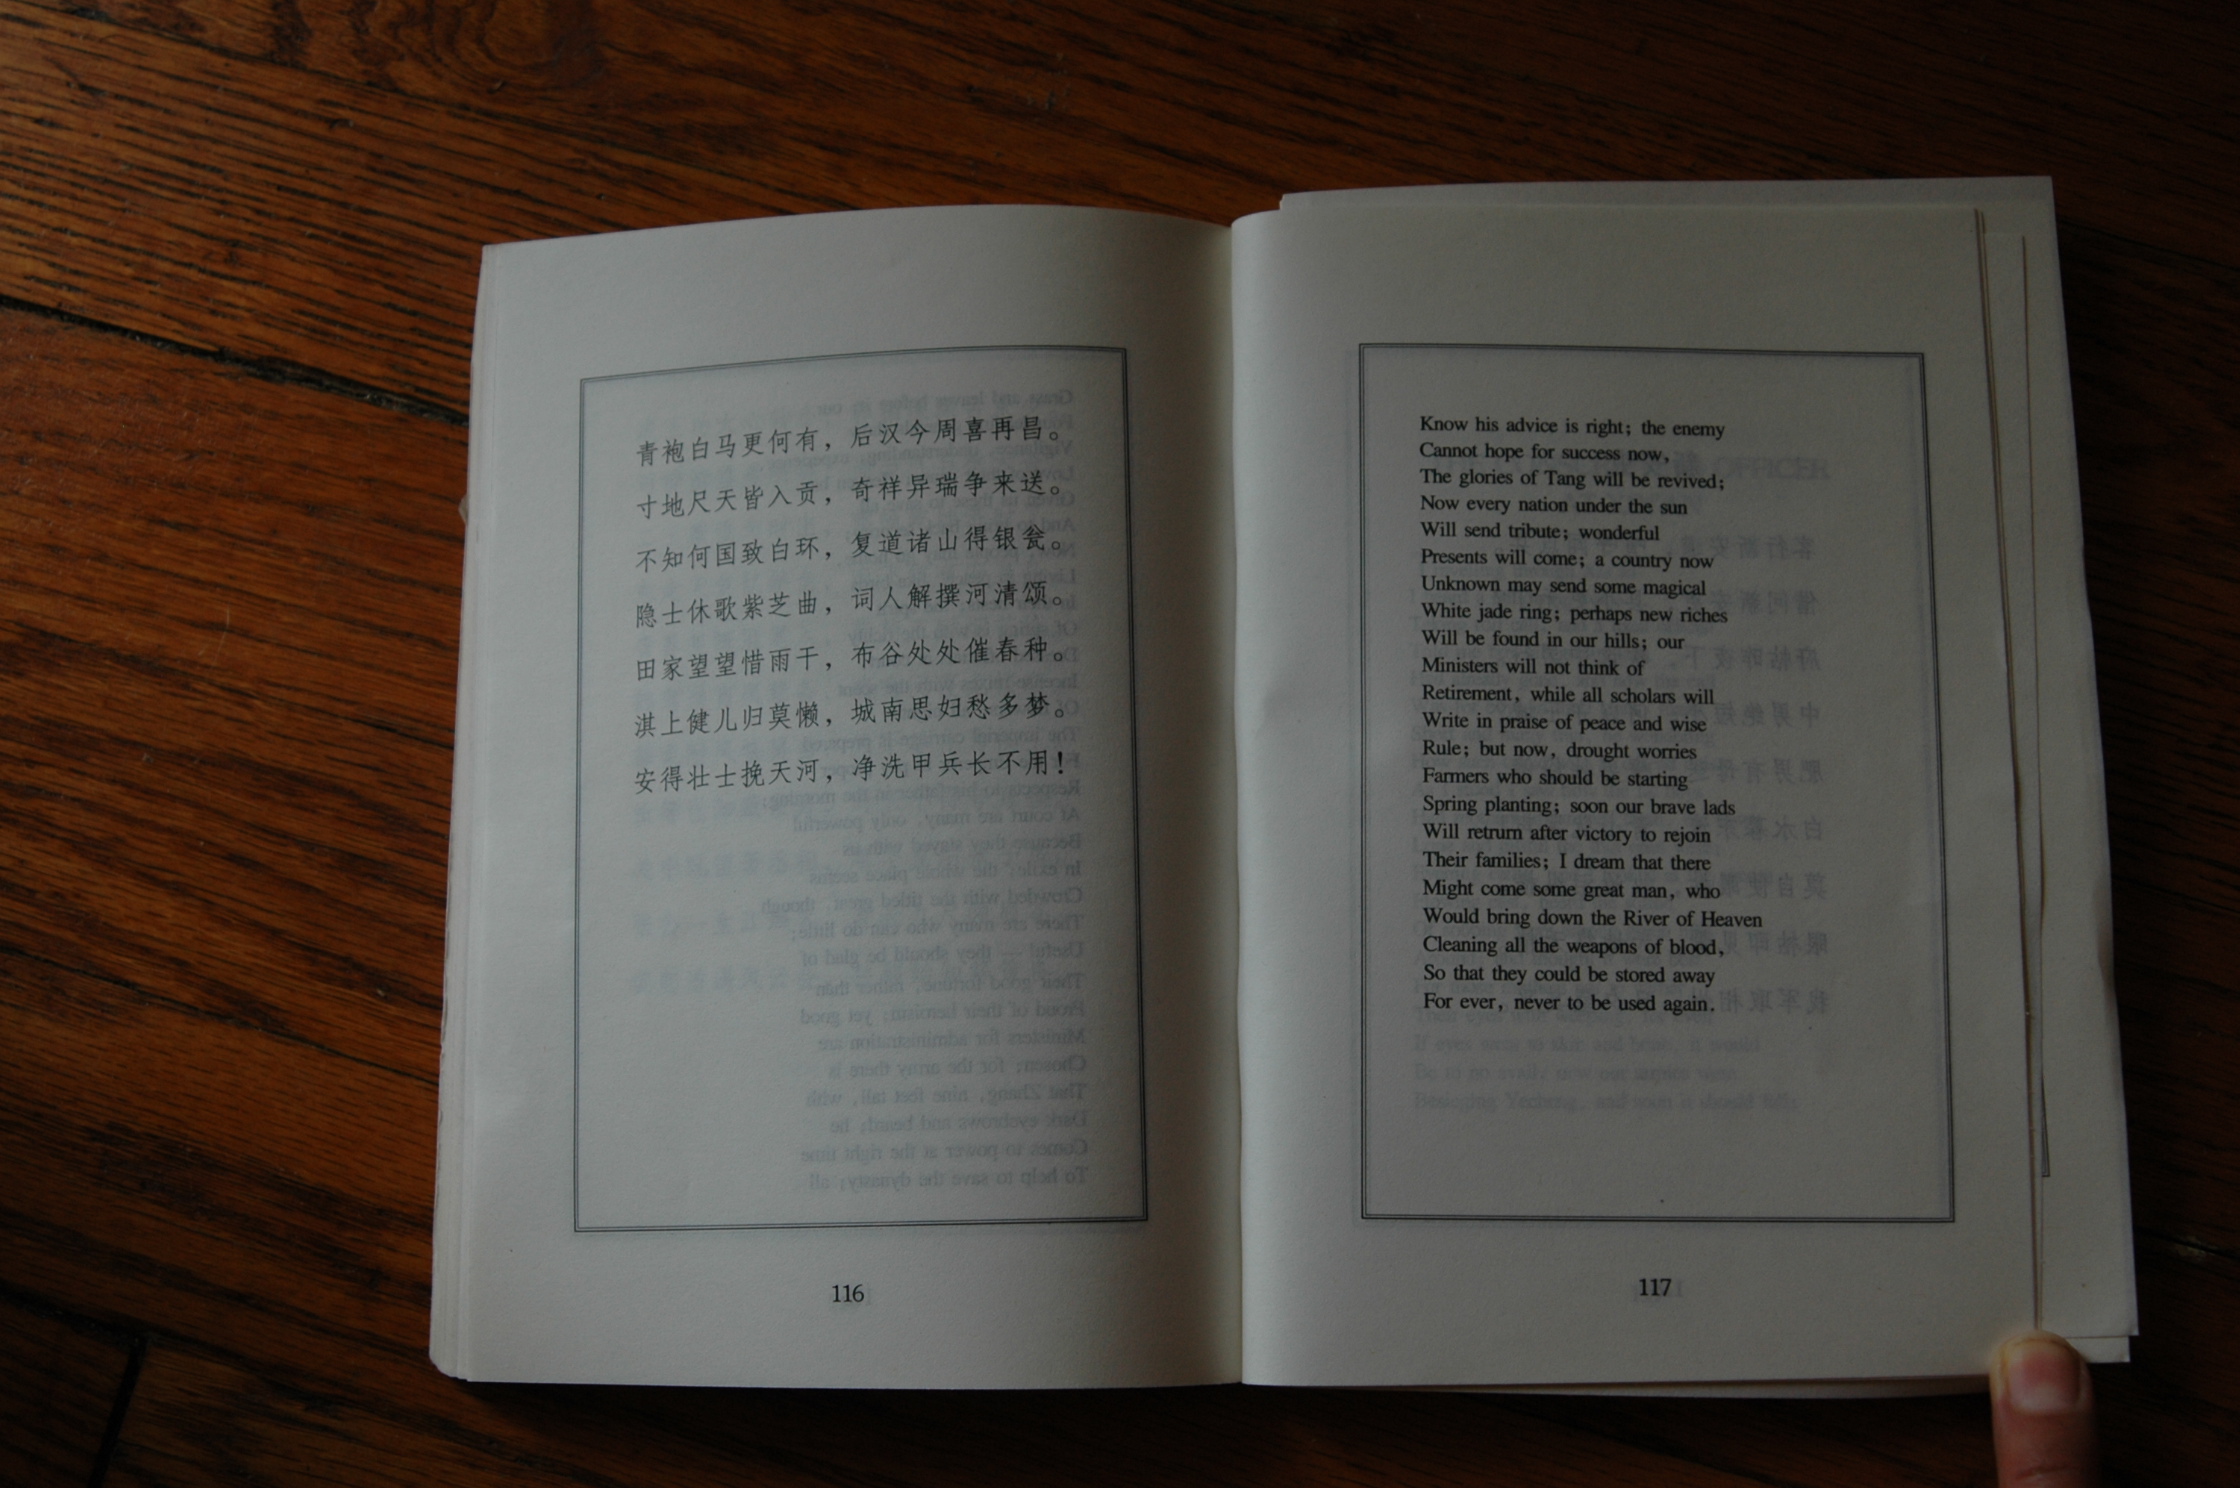 青袍白马更何有，后汉今周喜再昌。
寸地尺天皆入贡，奇祥异瑞争来送。
不知何国致白环，复道诸山得银瓮。
隐士休歌紫芝曲，词人解撰河清颂。
田家望望惜雨干，布谷处处催春种。
淇上健儿归莫懒，城南思妇愁多梦。
安得壮士挽天河，净洗甲兵长不用！
116
Know his advice is right; the enemy
Cannot hope for success now,
The glories of Tang will be revived;
Now every nation under the sun
Will send tribute; wonderful
Presents will come; a country now
Unknown may send some magical
White jade ring; perhaps new riches
Will be found in our hills; our
Ministers will not think of
Retirement, while all scholars will
Write in praise of peace and wise
Rule; but now, drought worries
Farmers who should be starting
Spring planting; soon our brave lads
Will retrum after victory to rejoin
Their families; I dream that there
Might come some great man, who
Would bring down the River of Heaven
Cleaning all the weapons of blood,
So that they could be stored away
For ever, never to be used again.
117